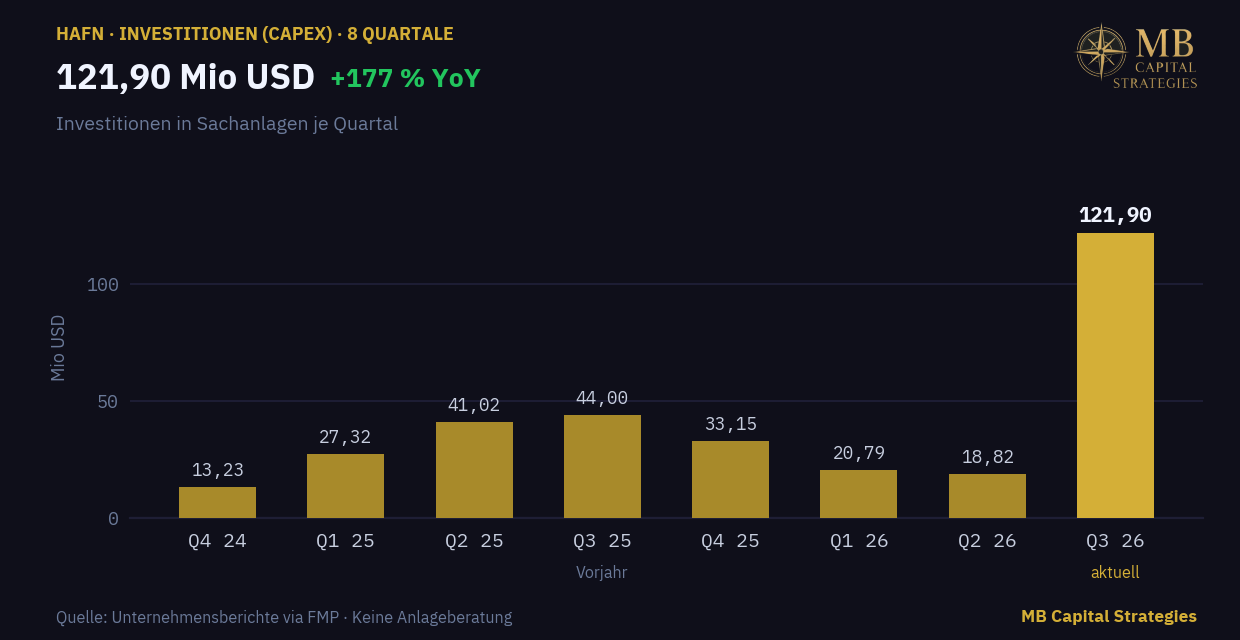 HAFN · INVESTITIONEN (CAPEX) · 8 QUARTALE
121,90 Mio USD +177 % YoY
Investitionen in Sachanlagen je Quartal
MB
CAPITAL
STRATEGIES
Mio USD
100
50
0
13,23
27,32
41,02
44,00
33,15
20,79
18,82
121,90
Q4 24
Q1 25
Q2 25
Q3 25
Q4 25
Q1 26
Q2 26
Q3 26
Vorjahr
aktuell
Quelle: Unternehmensberichte via FMP · Keine Anlageberatung
MB Capital Strategies